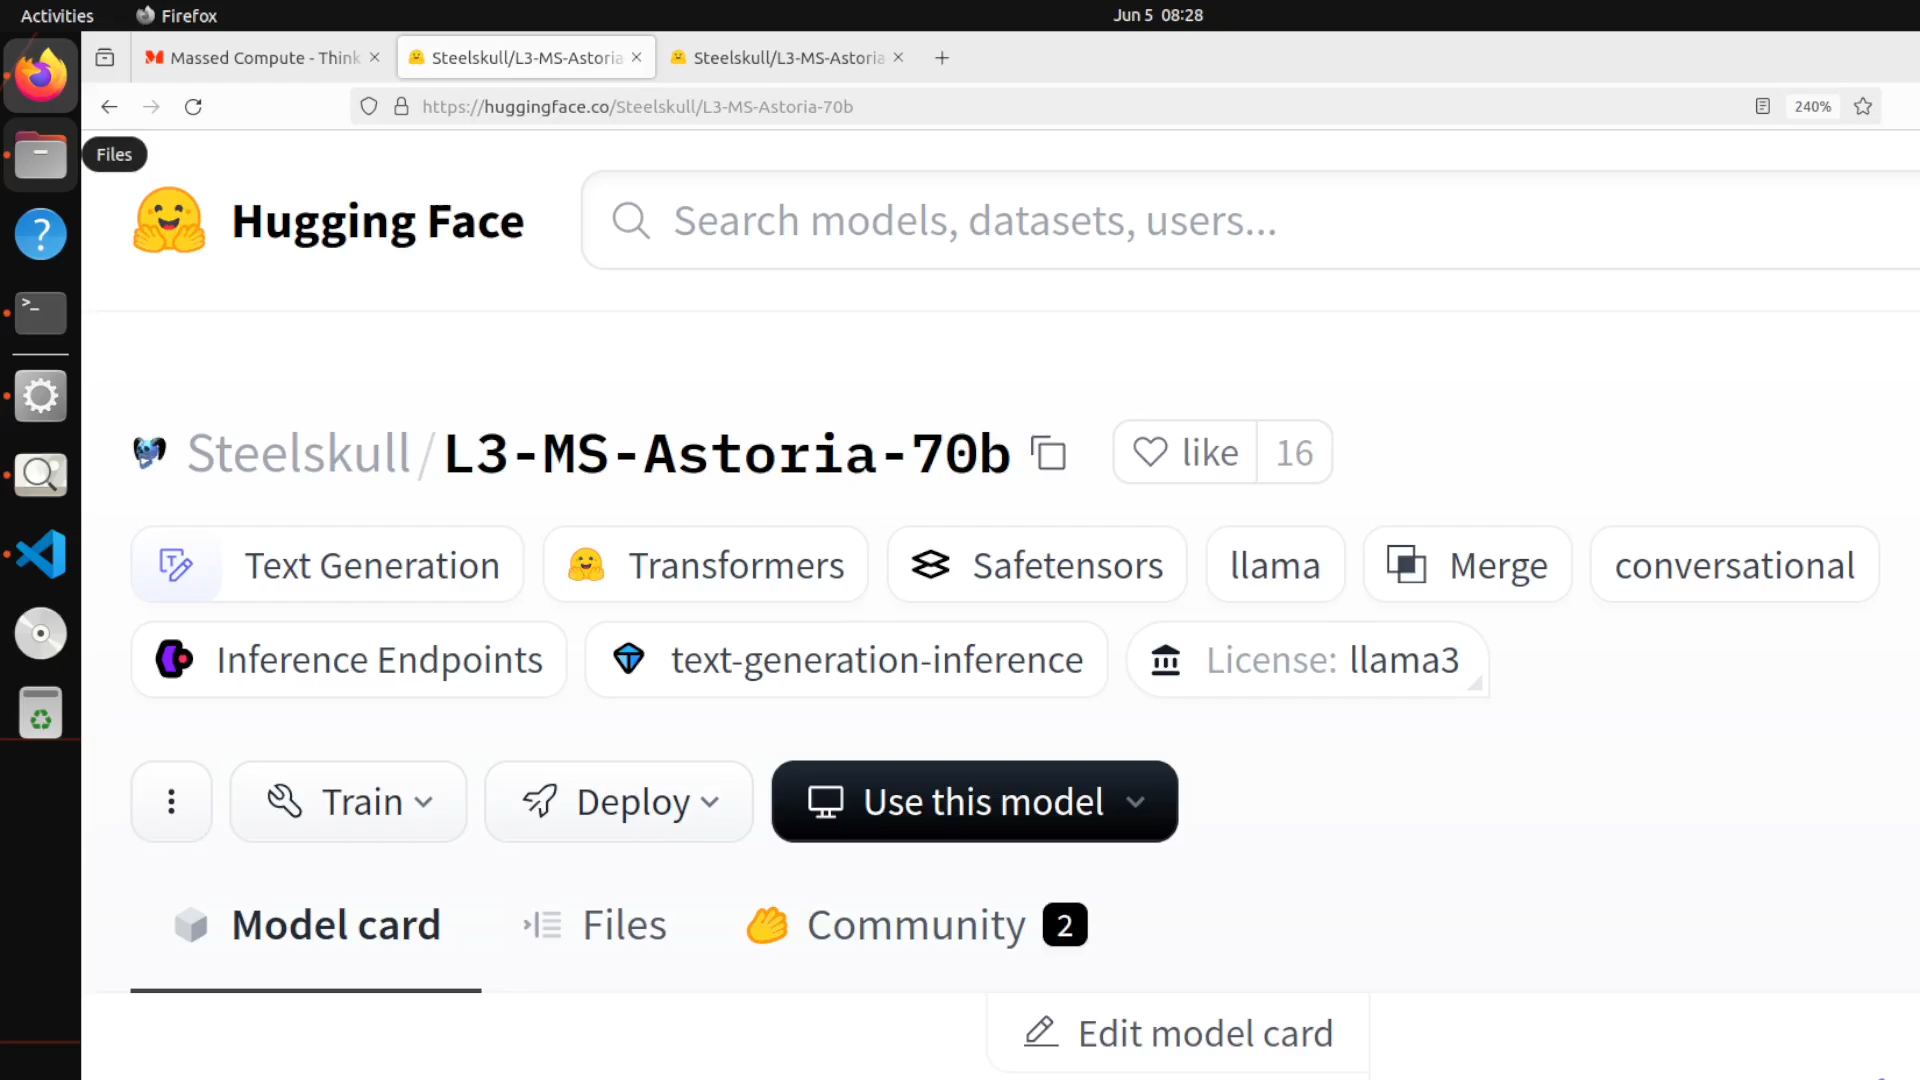 Activities
Firefox
Jun 5 08:28
Massed Compute - Think
Steelskull/L3-MS-Astoria
Steelskull/L3-MS-Astoria
https://huggingface.co/Steelskull/L3-MS-Astoria-70b
240%
Files
Hugging Face
Search models, datasets, users...
Steelskull/L3-MS-Astoria-70b
like 16
Text Generation
Transformers
Safetensors
llama
Merge
conversational
Inference Endpoints
text-generation-inference
License: llama3
Train
Deploy
Use this model
Model card
Files
Community 2
Edit model card